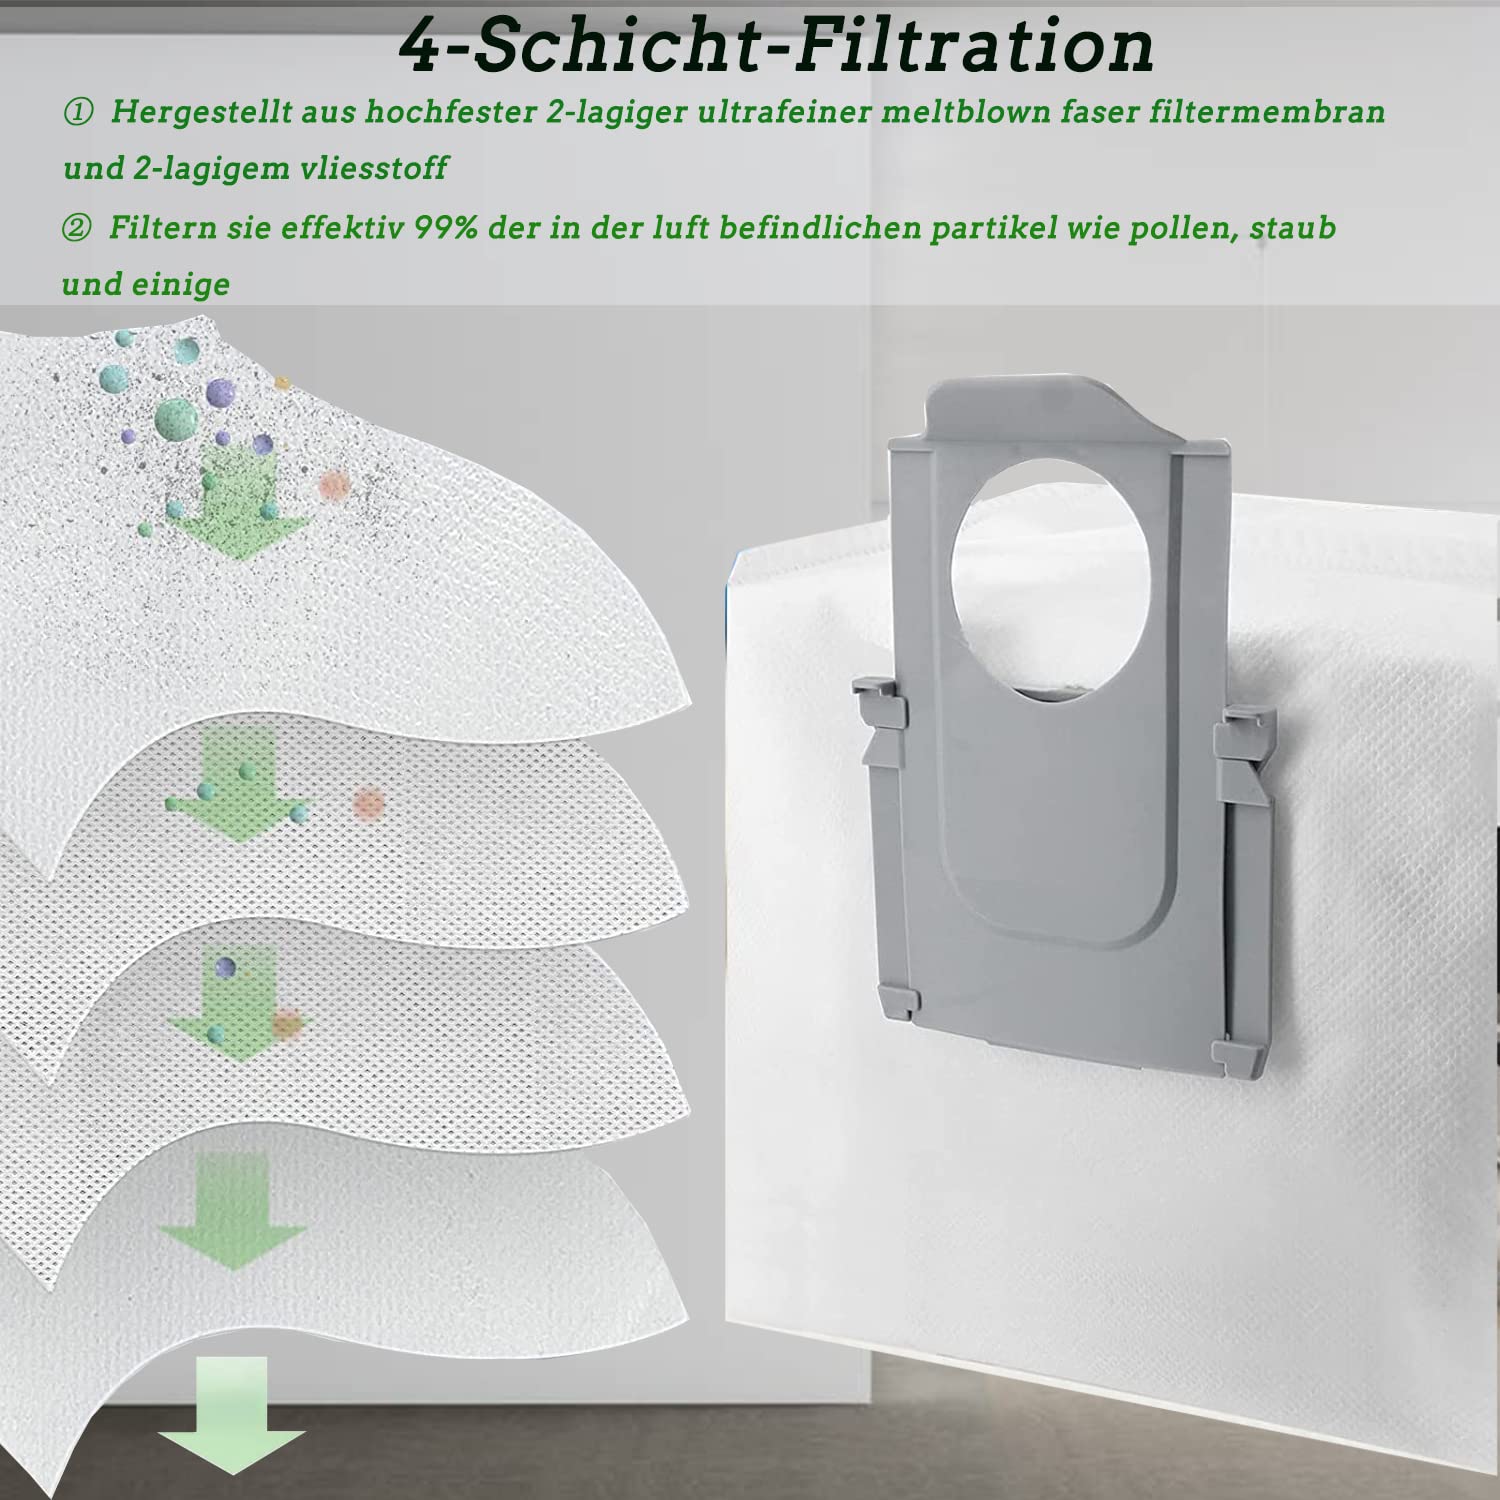 4-Schicht-Filtration
① Hergestellt aus hochfester 2-lagiger ultrafeiner meltblown faser filtermembran
und 2-lagigem vliesstoff
② Filtern sie effektiv 99% der in der luft befindlichen partikel wie pollen, staub
und einige